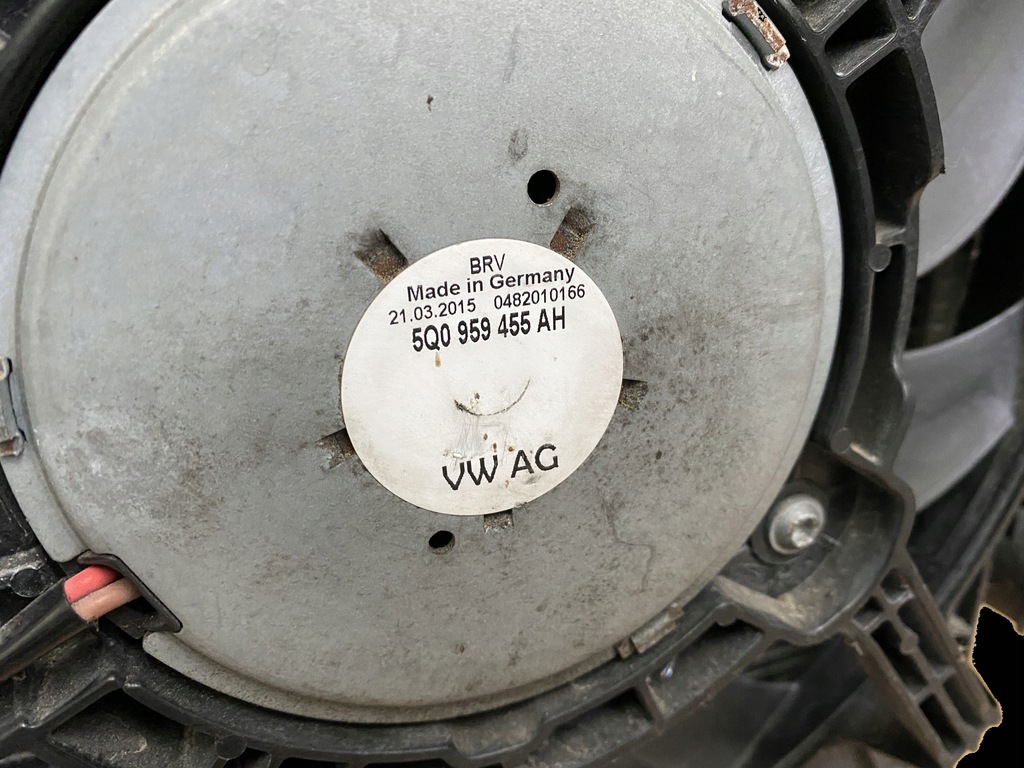 BRV
Made in Germany
21.03.2015 0482010166
5Q0 959 455 AH
VW AG